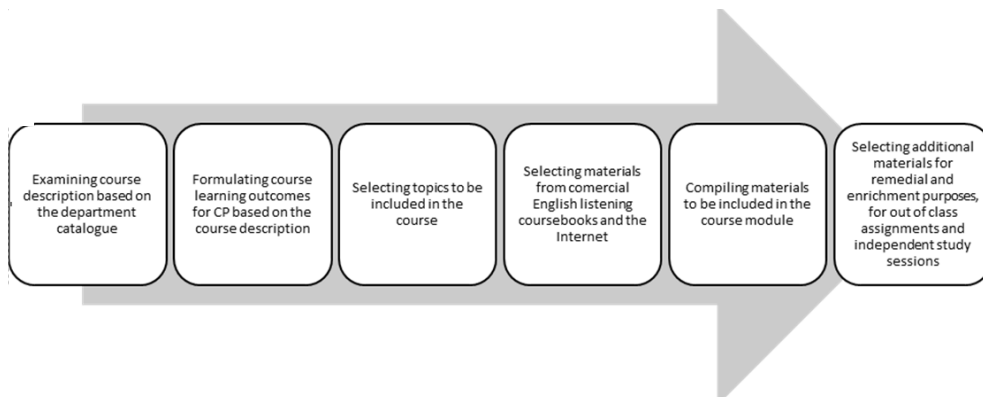 Examining course
description based on
the department
catalogue
Formulating course
learning outcomes
for CP based on the
course description
Selecting topics to be
included in the
course
Selecting materials
from comercial
English listening
coursebooks and the
Internet
Compiling materials
to be included in the
course module
Selecting additional
materials for
remedial and
enrichment purposes,
for out of class
assignments and
independent study
sessions